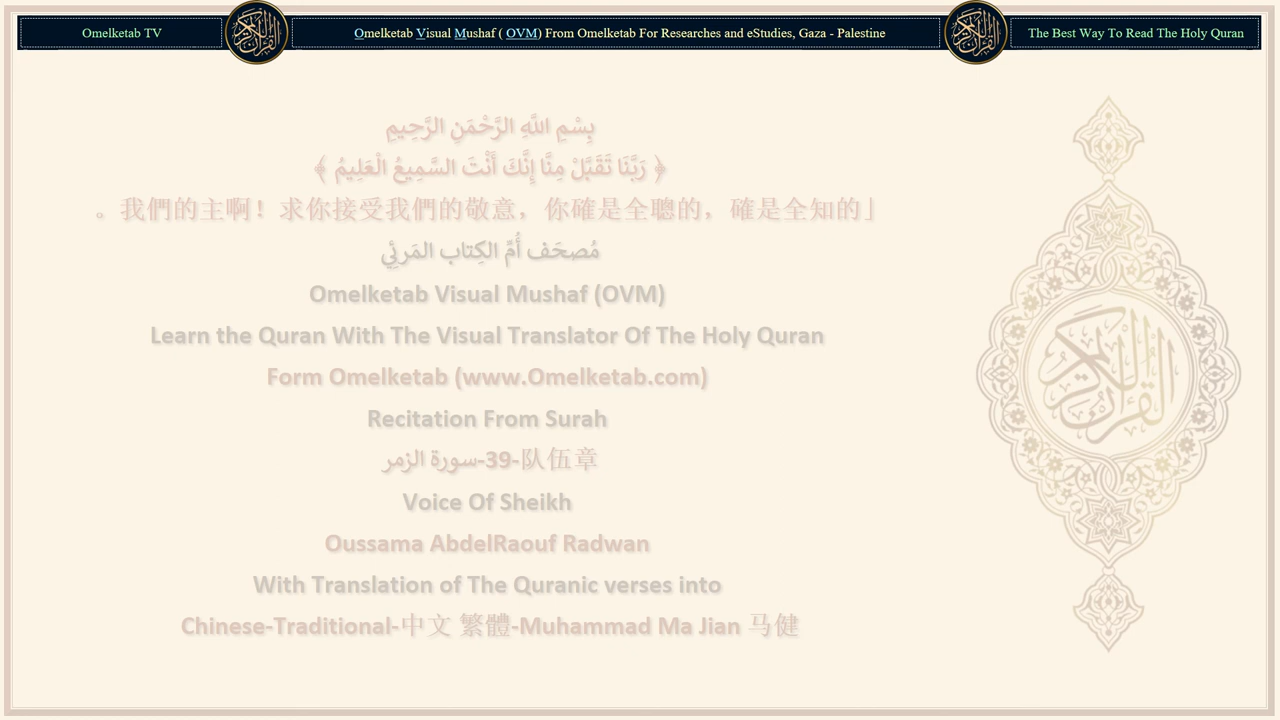 Omelketab TV
Omelketab Visual Mushaf ( OVM) From Omelketab For Researches and eStudies, Gaza - Palestine
The Best Way To Read The Holy Quran
بِسْمِ اللَّهِ الرَّحْمَنِ الرَّحِيمِ
﴿ رَبَّنَا تَقَبَّلْ مِنَّا إِنَّكَ أَنْتَ السَّمِيعُ الْعَلِيمُ ﴾
。我們的主啊！求你接受我們的敬意，你確是全聰的，確是全知的」
مُصحَف أُمَّ الكِتاب المَرئِي
Omelketab Visual Mushaf (OVM)
Learn the Quran With The Visual Translator Of The Holy Quran
Form Omelketab (www.Omelketab.com)
Recitation From Surah
سورة الزمر-39-队伍章
Voice Of Sheikh
Oussama AbdelRaouf Radwan
With Translation of The Quranic verses into
Chinese-Traditional-中文 繁體-Muhammad Ma Jian 马健